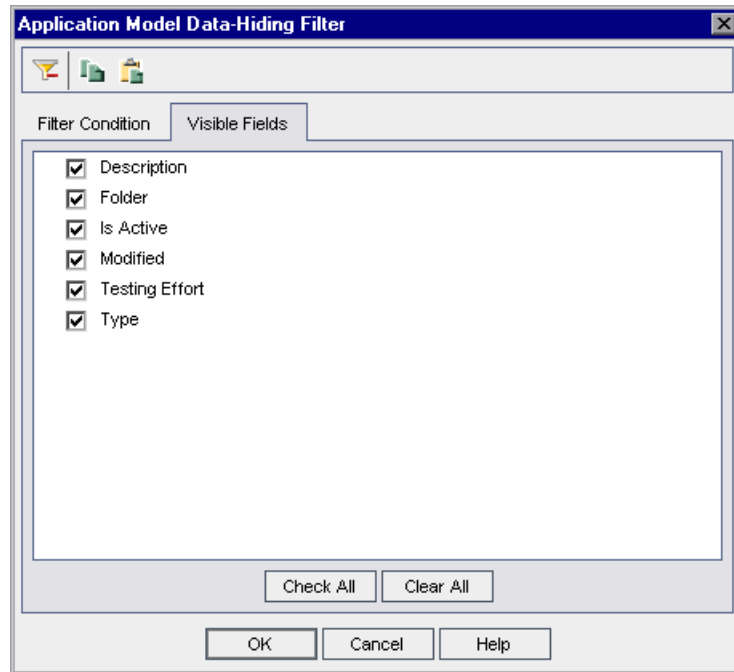 Application Model Data-Hiding Filter
Filter Condition Visible Fields
Description
Folder
Is Active
Modified
Testing Effort
Type
Check All Clear All
OK Cancel Help